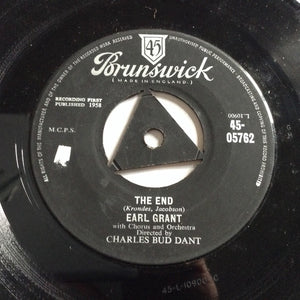 45
Brunswick
(MADE IN ENGLAND.)
RECORDING FIRST
PUBLISHED 1958
M.C.P.S.
45-
05762
THE END
(Krondes, Jacobson)
EARL GRANT
with Chorus and Orchestra
Directed by
CHARLES BUD DANT